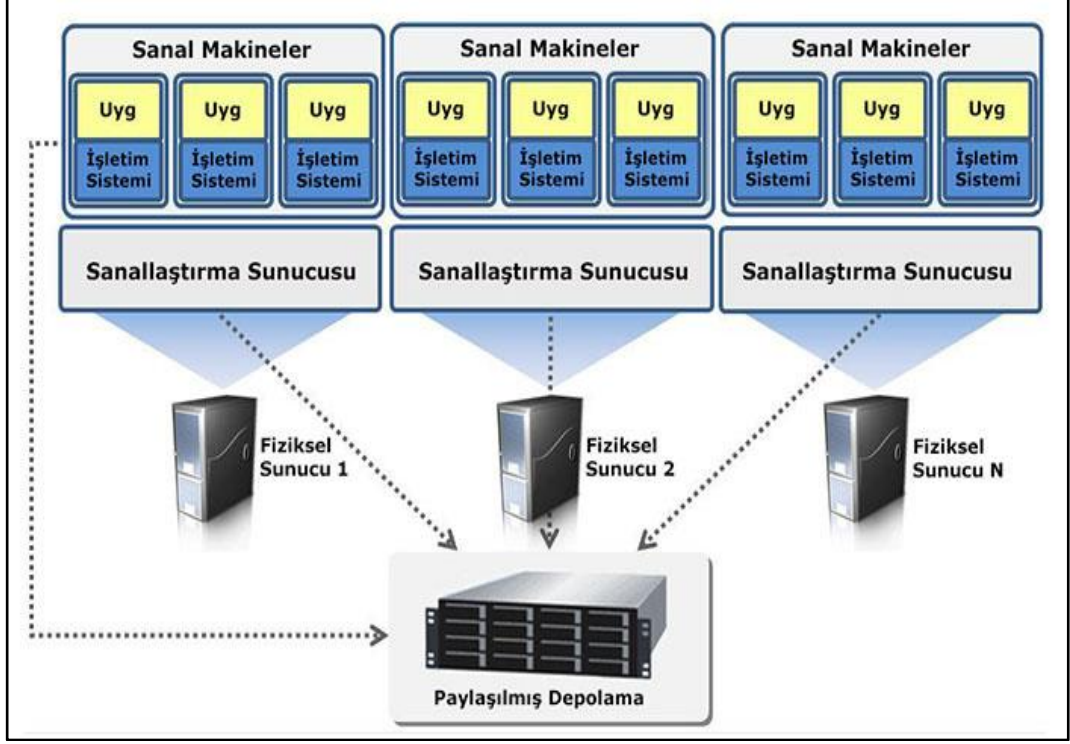 Sanal Makineler
Sanal Makineler
Sanal Makineler
Uyg
Uyg
Uyg
Uyg
Uyg
Uyg
Uyg
Uyg
Uyg
İşletim
Sistemi
İşletim
Sistemi
İşletim
Sistemi
İşletim
Sistemi
İşletim
Sistemi
İşletim
Sistemi
İşletim
Sistemi
İşletim
Sistemi
İşletim
Sistemi
Sanallaştırma Sunucusu
Sanallaştırma Sunucusu
Sanallaştırma Sunucusu
Fiziksel
Sunucu 1
Fiziksel
Sunucu 2
Fiziksel
Sunucu N
Paylaşılmış Depolama